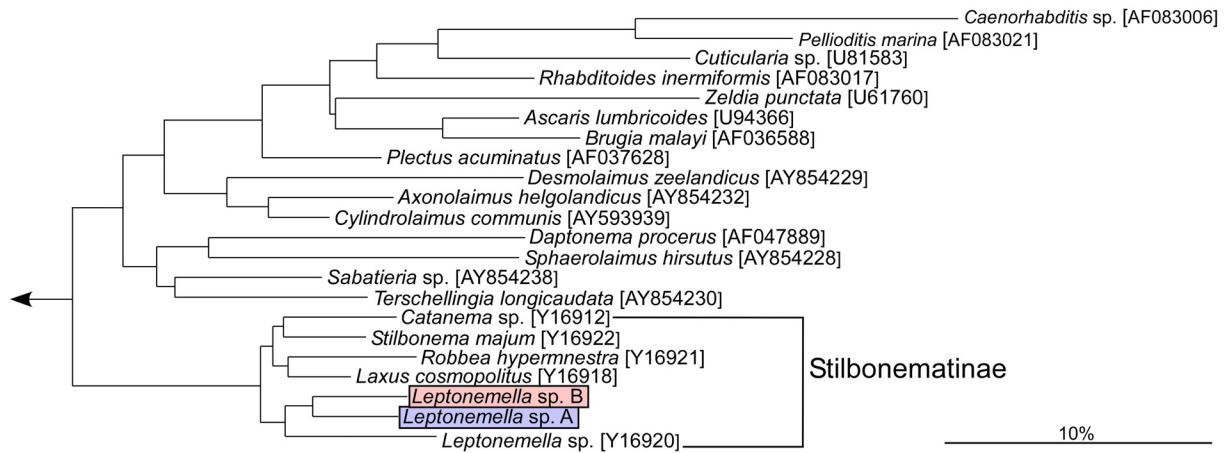 Caenorhabditis sp. [AF083006]
Pellioditis marina [AF083021]
Cuticularia sp. [U81583]
Rhabditoides inermiformis [AF083017]
Zeldia punctata [U61760]
Ascaris lumbricoides [U94366]
Brugia malayi [AF036588]
Plectus acuminatus [AF037628]
Desmolaimus zeelandicus [AY854229]
Axonolaimus helgolandicus [AY854232]
Cylindrolaimus communis [AY593939]
Daptonema procerus [AF047889]
Sphaerolaimus hirsutus [AY854228]
Sabatieria sp. [AY854238]
Terschellingia longicaudata [AY854230]
Catanema sp. [Y16912]
Stilbonema majum [Y16922]
Robbea hypermnestra [Y16921]
Stilbonematinae
Laxus cosmopolitus [Y16918]
Leptonemella sp. B
Leptonemella sp. A
Leptonemella sp. [Y16920]
10%